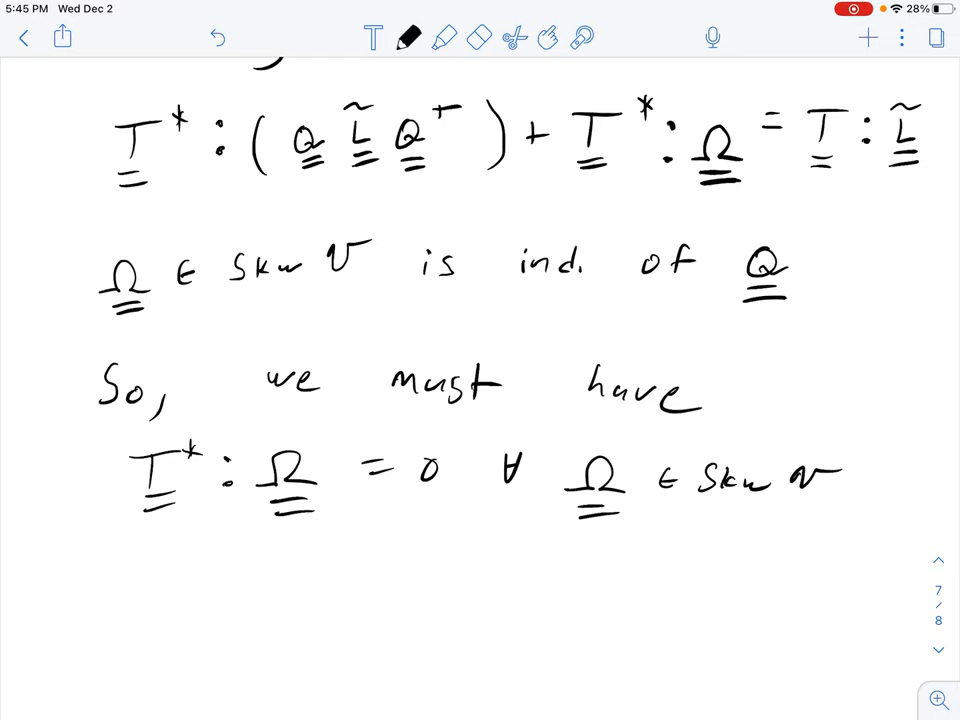 5:45 PM Wed Dec 2
28%
T* : ( Q L̃ Qᵀ ) + T* : Ω = T : L̃
Ω ∈ Skw V is ind. of Q
So, we must have
T* : Ω = 0 ∀ Ω ∈ Skw V
7
/
8